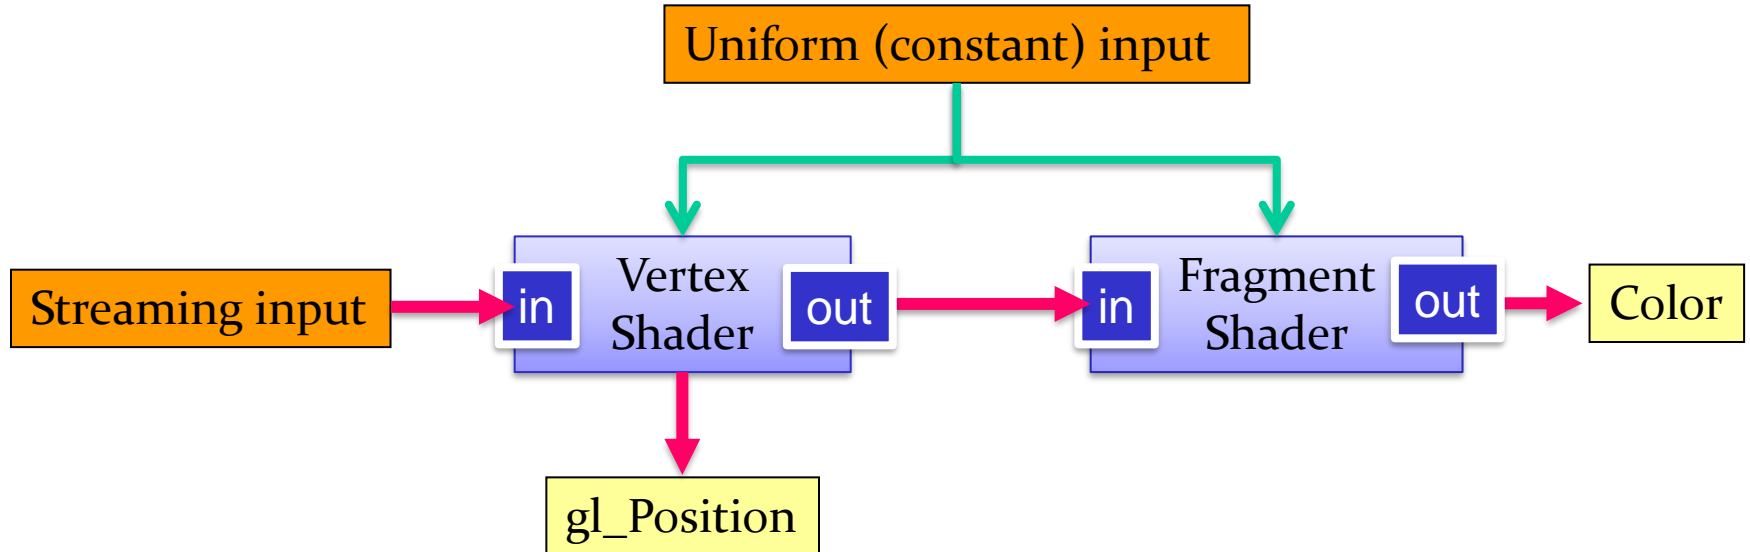 Uniform (constant) input
Streaming input
in
Vertex
Shader
out
in
Fragment
Shader
out
Color
gl_Position